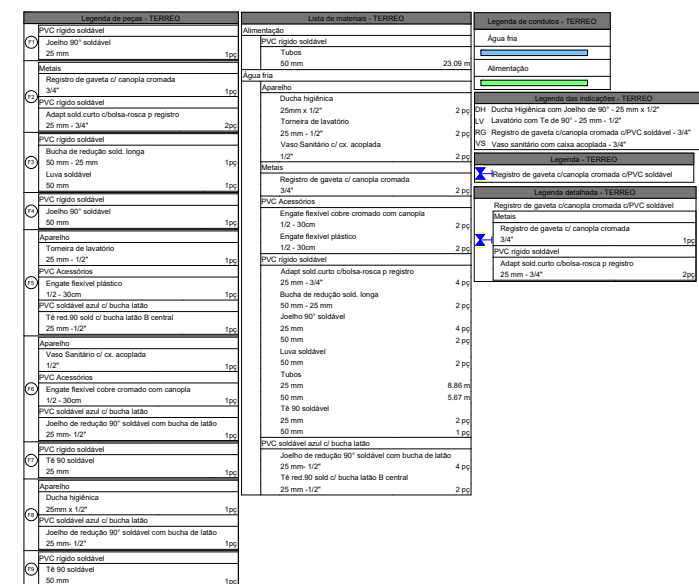 Legenda de peças - TERREO
F1
PVC rígido soldável
Joelho 90° soldável
25 mm 1pç
F2
Metais
Registro de gaveta c/ canopla cromada
3/4" 1pç
PVC rígido soldável
Adapt sold.curto c/bolsa-rosca p registro
25 mm - 3/4" 2pç
F3
PVC rígido soldável
Bucha de redução sold. longa
50 mm - 25 mm 1pç
Luva soldável
50 mm 1pç
F4
PVC rígido soldável
Joelho 90° soldável
50 mm 1pç
F5
Aparelho
Torneira de lavatório
25 mm - 1/2" 1pç
PVC Acessórios
Engate flexível plástico
1/2 - 30cm 1pç
PVC soldável azul c/ bucha latão
Tê red.90 sold c/ bucha latão B central
25 mm -1/2" 1pç
F6
Aparelho
Vaso Sanitário c/ cx. acoplada
1/2" 1pç
PVC Acessórios
Engate flexível cobre cromado com canopla
1/2 - 30cm 1pç
PVC soldável azul c/ bucha latão
Joelho de redução 90° soldável com bucha de latão
25 mm- 1/2" 1pç
F7
PVC rígido soldável
Tê 90 soldável
25 mm 1pç
F8
Aparelho
Ducha higiênica
25mm x 1/2" 1pç
PVC soldável azul c/ bucha latão
Joelho de redução 90° soldável com bucha de latão
25 mm- 1/2" 1pç
F9
PVC rígido soldável
Tê 90 soldável
50 mm 1pç
Lista de materiais - TERREO
Alimentação
PVC rígido soldável
Tubos
50 mm 23.09 m
Água fria
Aparelho
Ducha higiênica
25mm x 1/2" 2 pç
Torneira de lavatório
25 mm - 1/2" 2 pç
Vaso Sanitário c/ cx. acoplada
1/2" 2 pç
Metais
Registro de gaveta c/ canopla cromada
3/4" 2 pç
PVC Acessórios
Engate flexível cobre cromado com canopla
1/2 - 30cm 2 pç
Engate flexível plástico
1/2 - 30cm 2 pç
PVC rígido soldável
Adapt sold.curto c/bolsa-rosca p registro
25 mm - 3/4" 4 pç
Bucha de redução sold. longa
50 mm - 25 mm 2 pç
Joelho 90° soldável
25 mm 4 pç
50 mm 2 pç
Luva soldável
50 mm 2 pç
Tubos
25 mm 8.86 m
50 mm 5.67 m
Tê 90 soldável
25 mm 2 pç
50 mm 1 pç
PVC soldável azul c/ bucha latão
Joelho de redução 90° soldável com bucha de latão
25 mm- 1/2" 4 pç
Tê red.90 sold c/ bucha latão B central
25 mm -1/2" 2 pç
Legenda de condutos - TERREO
Água fria
Alimentação
Legenda das indicações - TERREO
DH Ducha Higiênica com Joelho de 90° - 25 mm x 1/2"
LV Lavatório com Te de 90° - 25 mm - 1/2"
RG Registro de gaveta c/canopla cromada c/PVC soldável - 3/4"
VS Vaso sanitário com caixa acoplada - 3/4"
Legenda - TERREO
Registro de gaveta c/canopla cromada c/PVC soldável
Legenda detalhada - TERREO
Registro de gaveta c/canopla cromada c/PVC soldável
Metais
Registro de gaveta c/ canopla cromada
3/4" 1pç
PVC rígido soldável
Adapt sold.curto c/bolsa-rosca p registro
25 mm - 3/4" 2pç